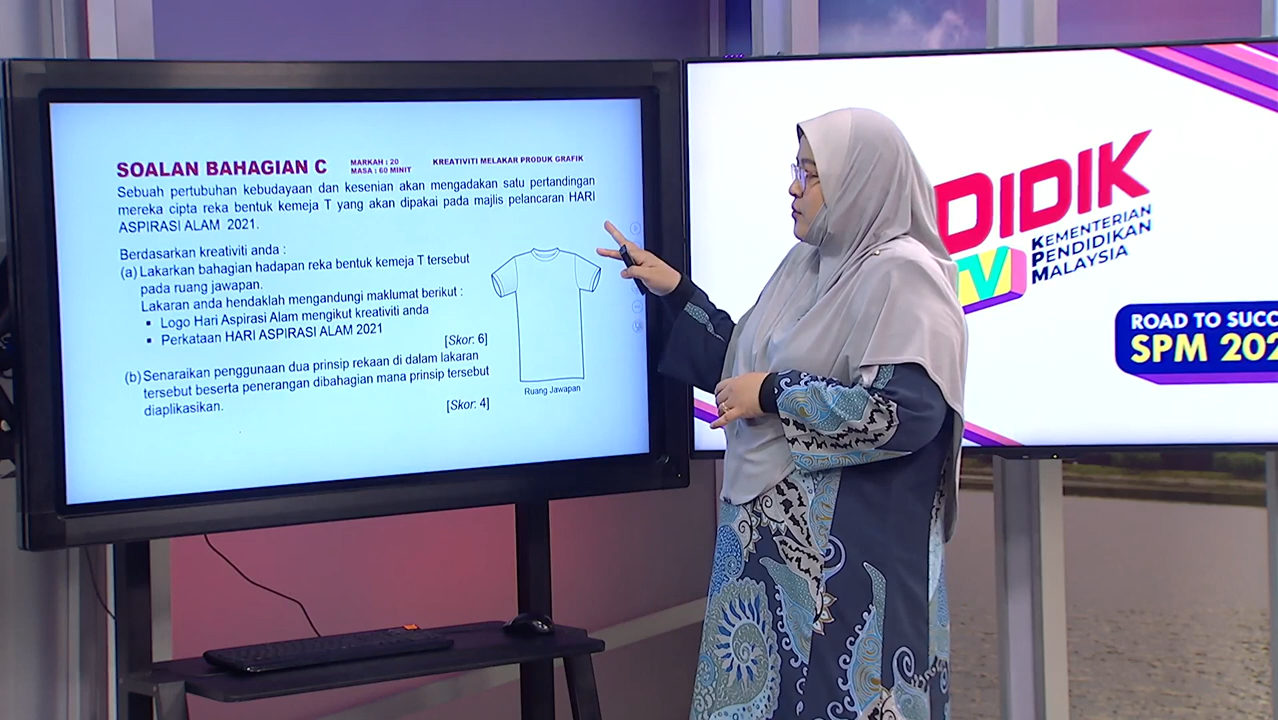 SOALAN BAHAGIAN C
MARKAH : 20
MASA : 60 MINIT
KREATIVITI MELAKAR PRODUK GRAFIK
Sebuah pertubuhan kebudayaan dan kesenian akan mengadakan satu pertandingan
mereka cipta reka bentuk kemeja T yang akan dipakai pada majlis pelancaran HARI
ASPIRASI ALAM 2021.
Berdasarkan kreativiti anda :
(a) Lakarkan bahagian hadapan reka bentuk kemeja T tersebut
pada ruang jawapan.
Lakaran anda hendaklah mengandungi maklumat berikut :
▪ Logo Hari Aspirasi Alam mengikut kreativiti anda
▪ Perkataan HARI ASPIRASI ALAM 2021
[Skor: 6]
(b) Senaraikan penggunaan dua prinsip rekaan di dalam lakaran
tersebut beserta penerangan dibahagian mana prinsip tersebut
diaplikasikan.
[Skor: 4]
Ruang Jawapan
DIDIK
TV
KEMENTERIAN
PENDIDIKAN
MALAYSIA
ROAD TO SUCC
SPM 202